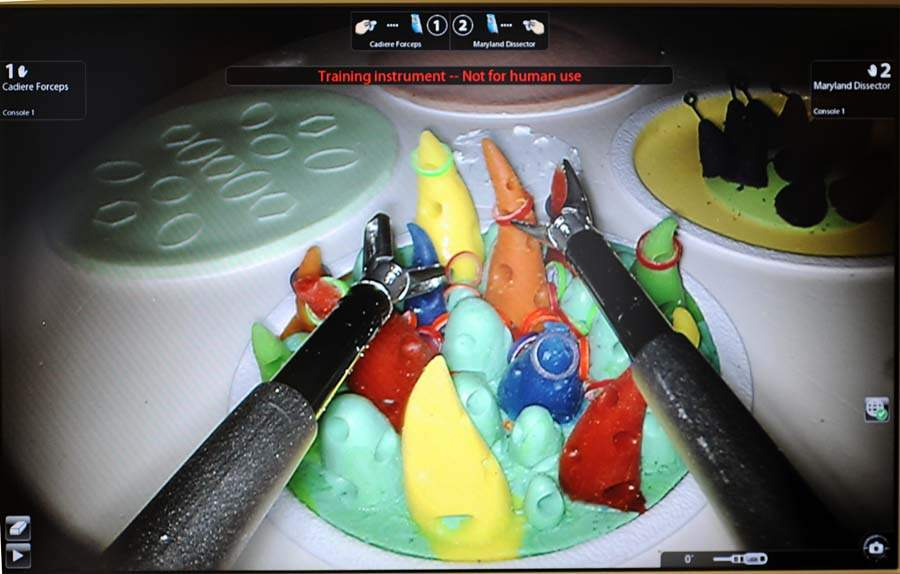 1 2
Cadiere Forceps Maryland Dissector
Training instrument -- Not for human use
1
Cadiere Forceps
Console 1
2
Maryland Dissector
Console 1
0°